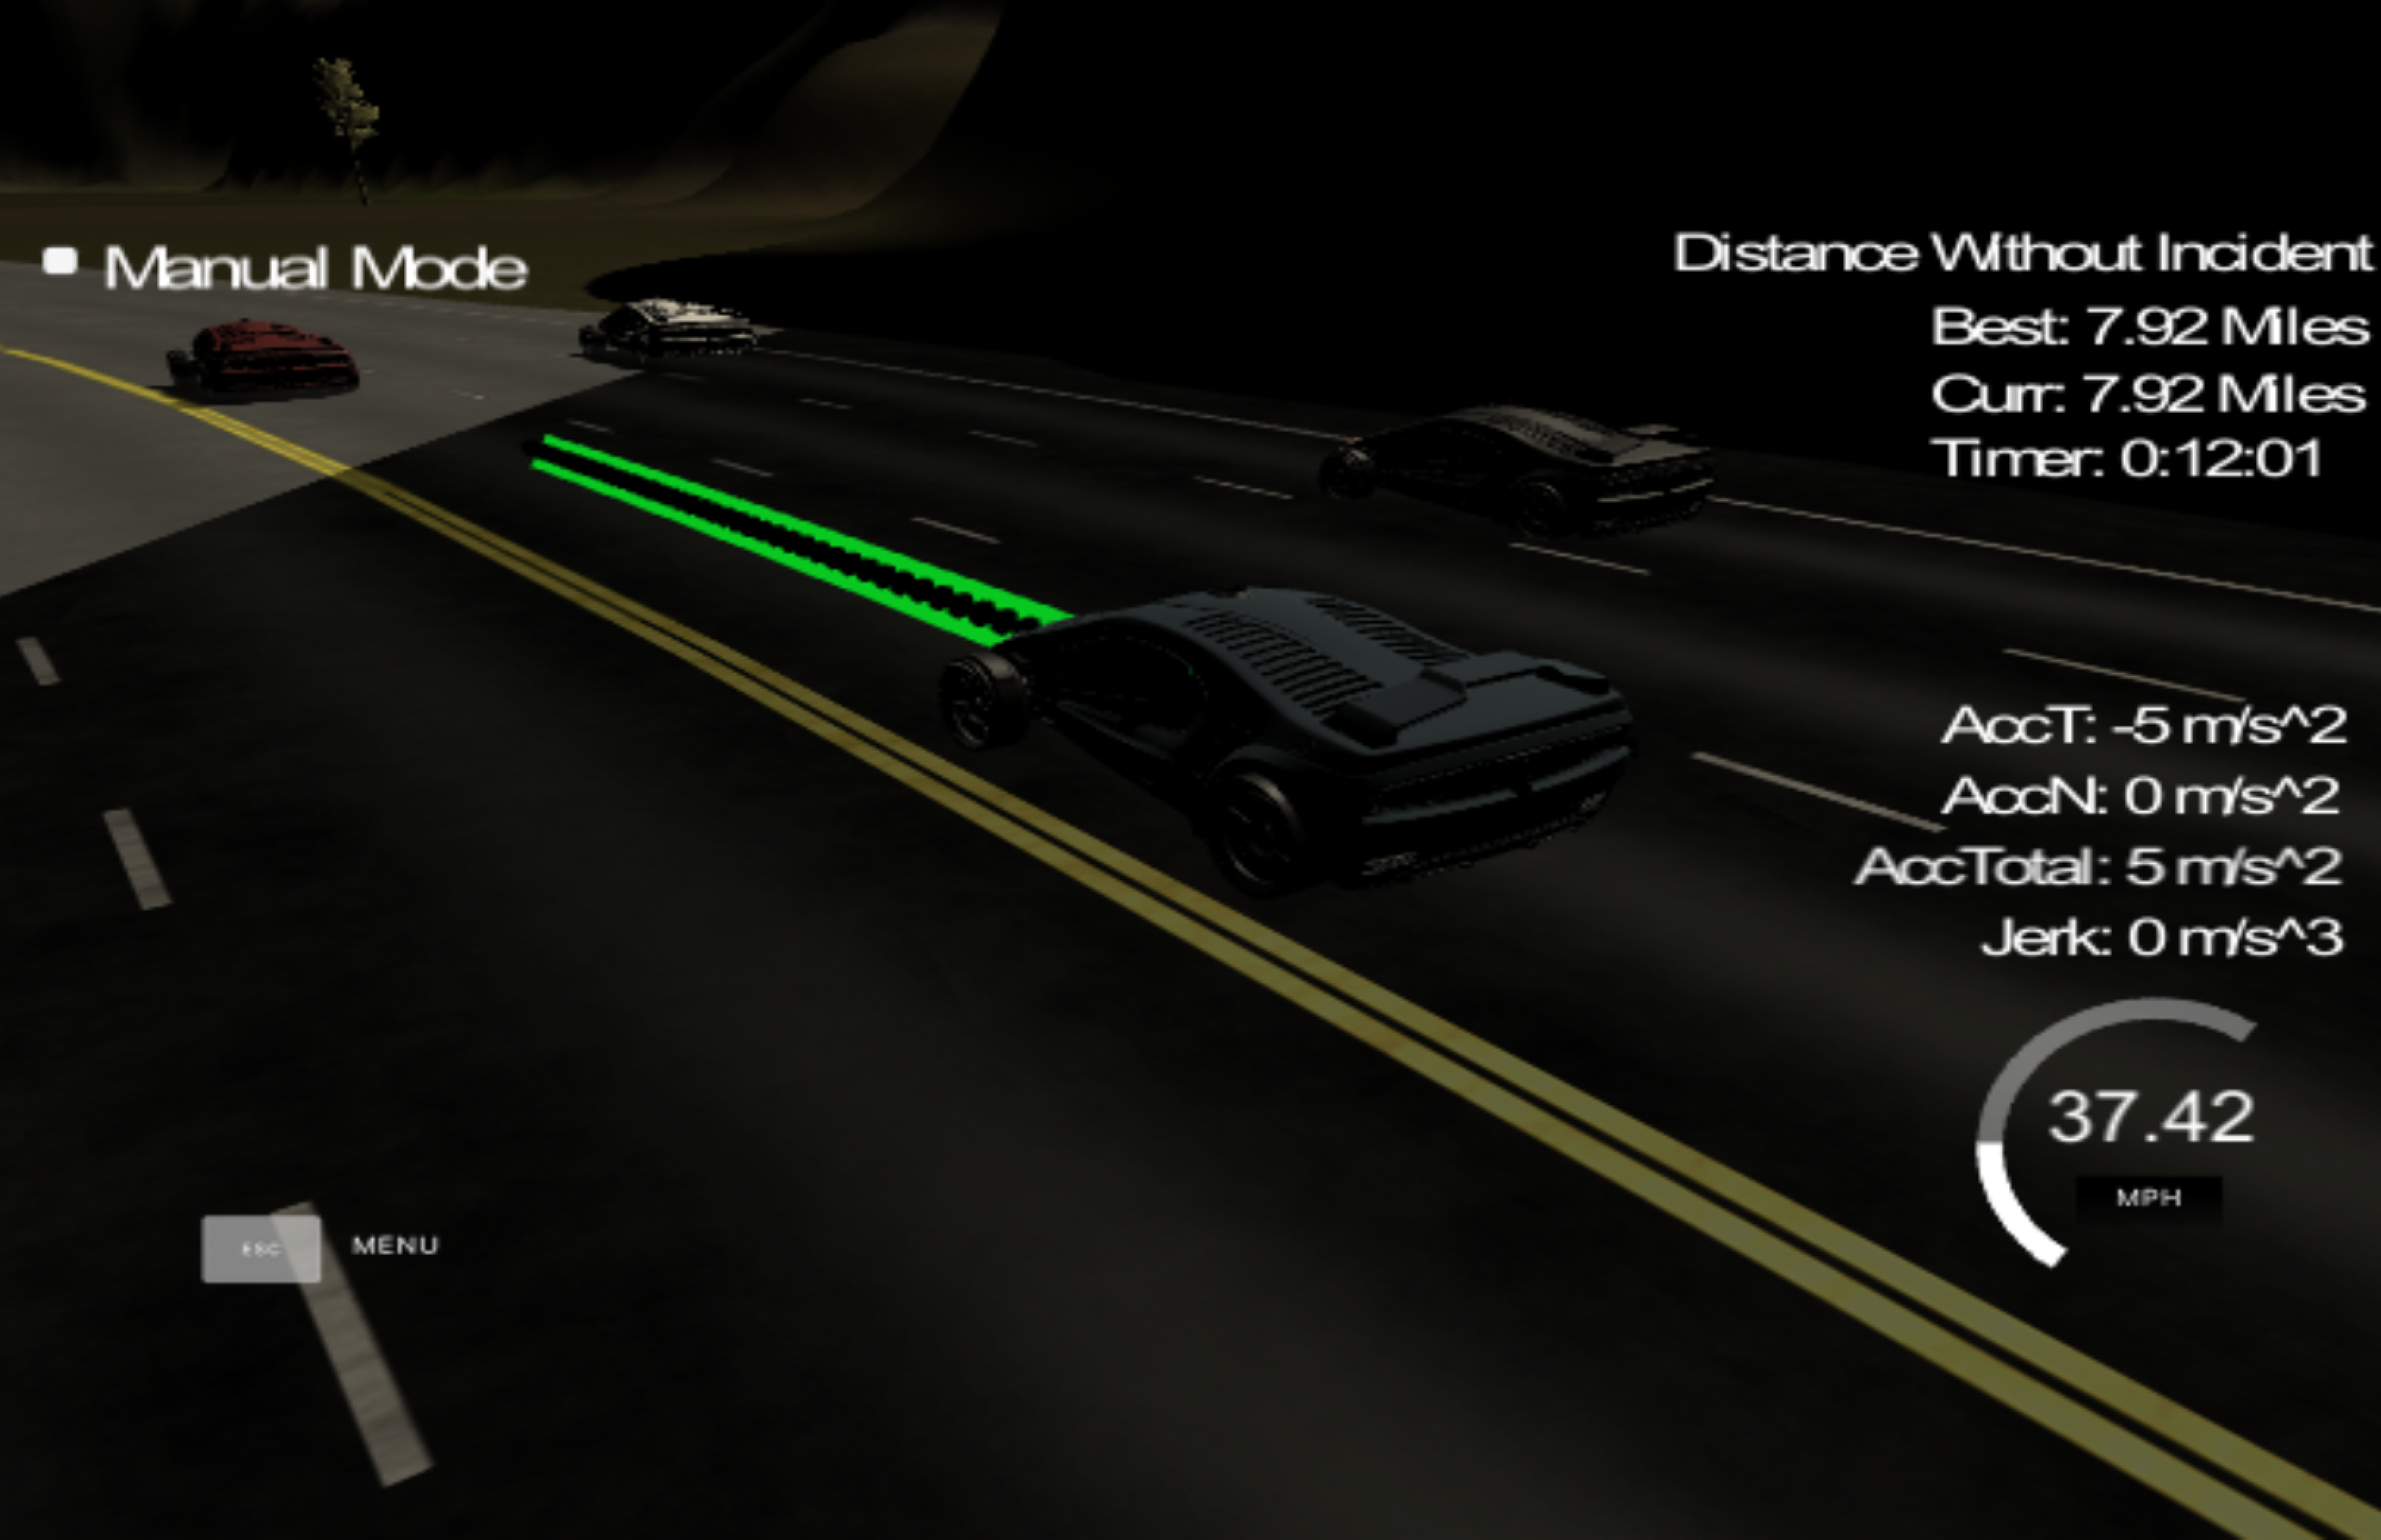 Manual Mode
Distance Without Incident
Best: 7.92 Miles
Curr: 7.92 Miles
Timer: 0:12:01
AccT: -5 m/s^2
AccN: 0 m/s^2
AccTotal: 5 m/s^2
Jerk: 0 m/s^3
37.42
MPH
ESC MENU